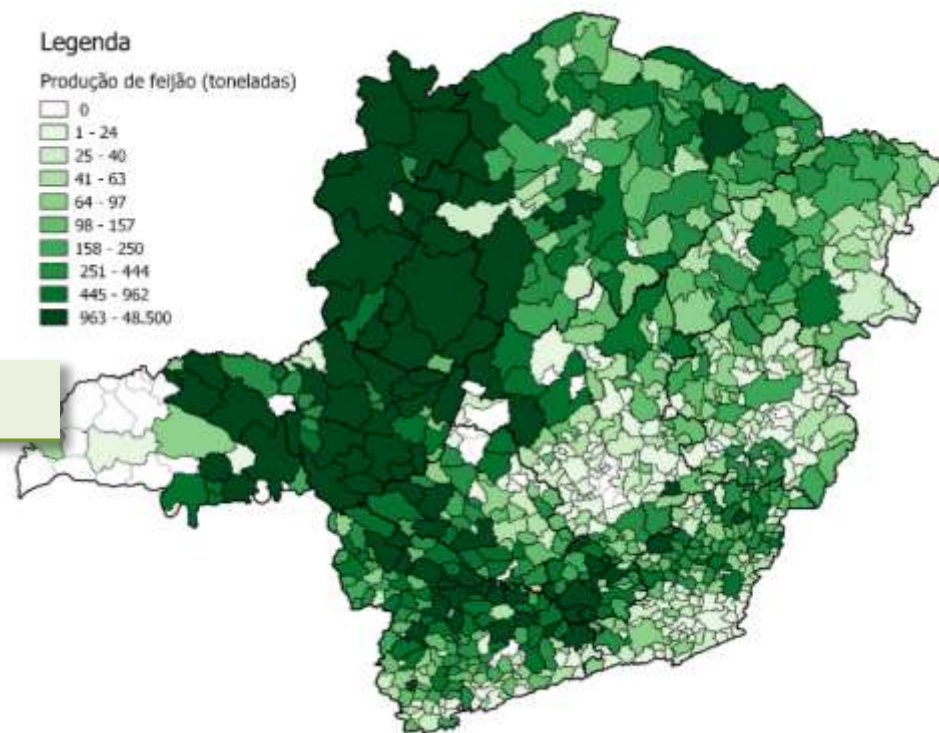 Legenda
Produção de feijão (toneladas)
0
1 - 24
25 - 40
41 - 63
64 - 97
98 - 157
158 - 250
251 - 444
445 - 962
963 - 48.500